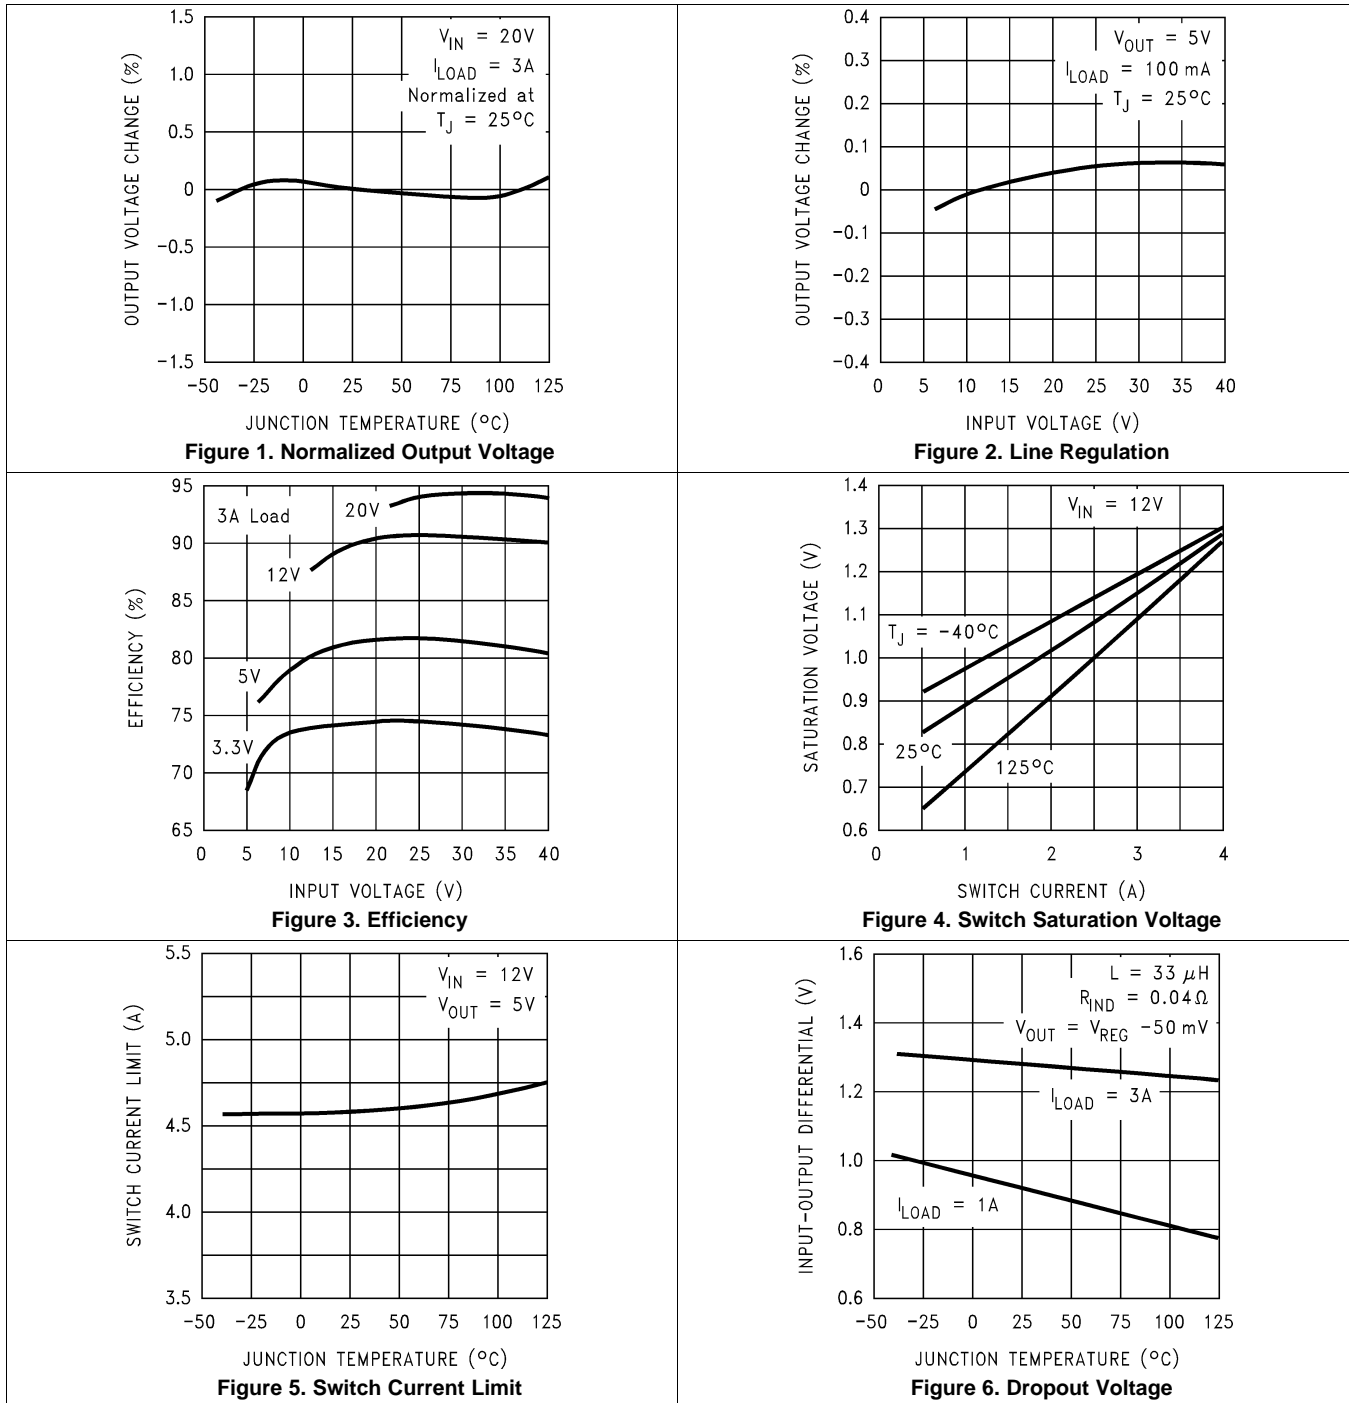 OUTPUT VOLTAGE CHANGE (%)
1.5
1.0
0.5
0
-0.5
-1.0
-1.5
V_IN = 20V
I_LOAD = 3A
Normalized at
T_J = 25°C
-50 -25 0 25 50 75 100 125
JUNCTION TEMPERATURE (°C)
Figure 1. Normalized Output Voltage
OUTPUT VOLTAGE CHANGE (%)
0.4
0.3
0.2
0.1
0
-0.1
-0.2
-0.3
-0.4
V_OUT = 5V
I_LOAD = 100 mA
T_J = 25°C
0 5 10 15 20 25 30 35 40
INPUT VOLTAGE (V)
Figure 2. Line Regulation
EFFICIENCY (%)
95
90
85
80
75
70
65
3A Load
20V
12V
5V
3.3V
0 5 10 15 20 25 30 35 40
INPUT VOLTAGE (V)
Figure 3. Efficiency
SATURATION VOLTAGE (V)
1.4
1.3
1.2
1.1
1.0
0.9
0.8
0.7
0.6
V_IN = 12V
T_J = -40°C
25°C
125°C
0 1 2 3 4
SWITCH CURRENT (A)
Figure 4. Switch Saturation Voltage
SWITCH CURRENT LIMIT (A)
5.5
5.0
4.5
4.0
3.5
V_IN = 12V
V_OUT = 5V
-50 -25 0 25 50 75 100 125
JUNCTION TEMPERATURE (°C)
Figure 5. Switch Current Limit
INPUT-OUTPUT DIFFERENTIAL (V)
1.6
1.4
1.2
1.0
0.8
0.6
L = 33 μH
R_IND = 0.04Ω
V_OUT = V_REG -50 mV
I_LOAD = 3A
I_LOAD = 1A
-50 -25 0 25 50 75 100 125
JUNCTION TEMPERATURE (°C)
Figure 6. Dropout Voltage